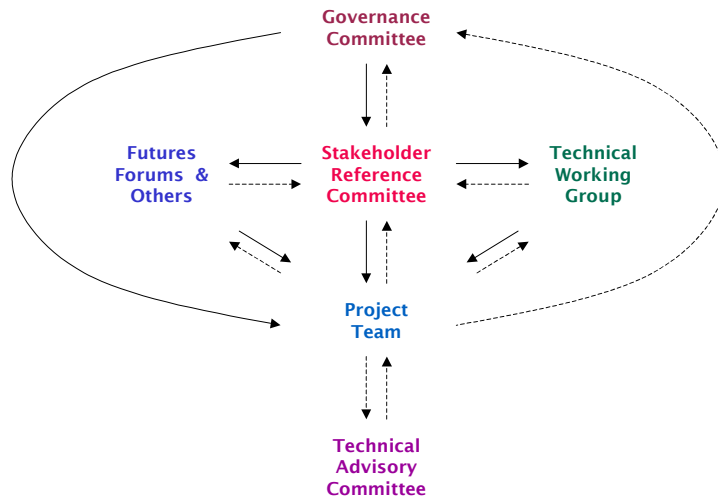 Governance
Committee
Futures
Forums & 
Others
Stakeholder
Reference
Committee
Technical
Working
Group
Project
Team
Technical
Advisory
Committee